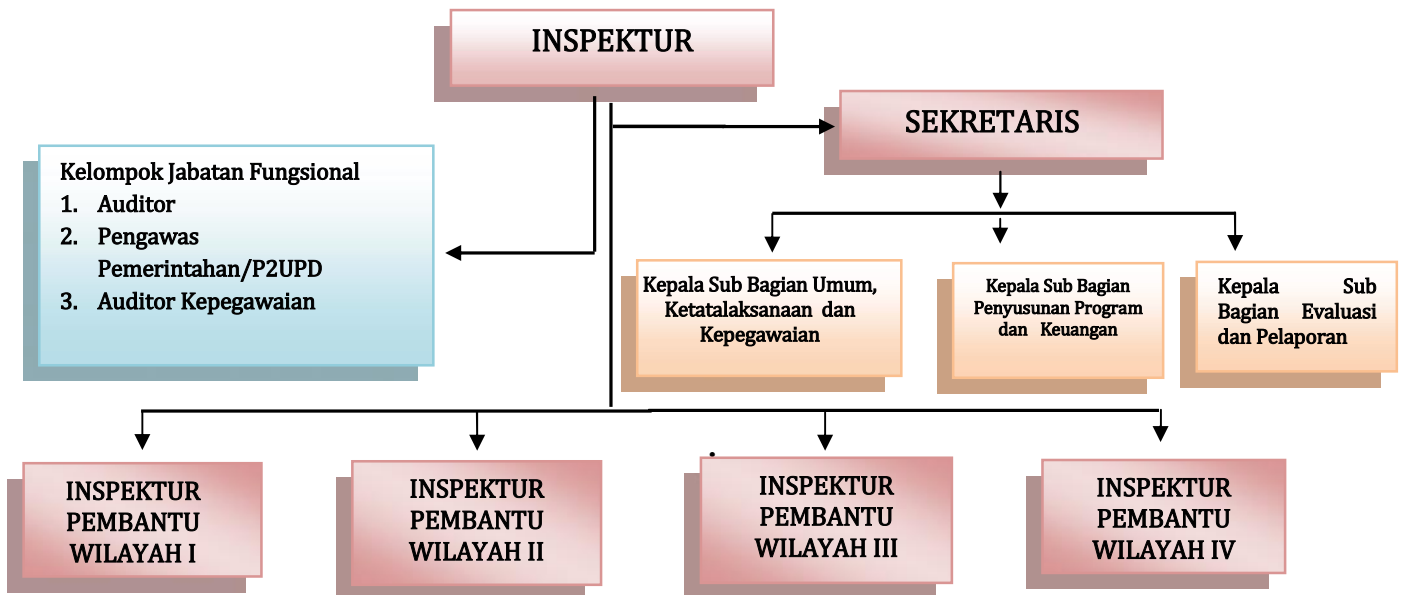 INSPEKTUR
SEKRETARIS
Kelompok Jabatan Fungsional
1. Auditor
2. Pengawas
Pemerintahan/P2UPD
3. Auditor Kepegawaian
Kepala Sub Bagian Umum,
Ketatalaksanaan dan
Kepegawaian
Kepala Sub Bagian
Penyusunan Program
dan Keuangan
Kepala Sub
Bagian Evaluasi
dan Pelaporan
INSPEKTUR
PEMBANTU
WILAYAH I
INSPEKTUR
PEMBANTU
WILAYAH II
INSPEKTUR
PEMBANTU
WILAYAH III
INSPEKTUR
PEMBANTU
WILAYAH IV